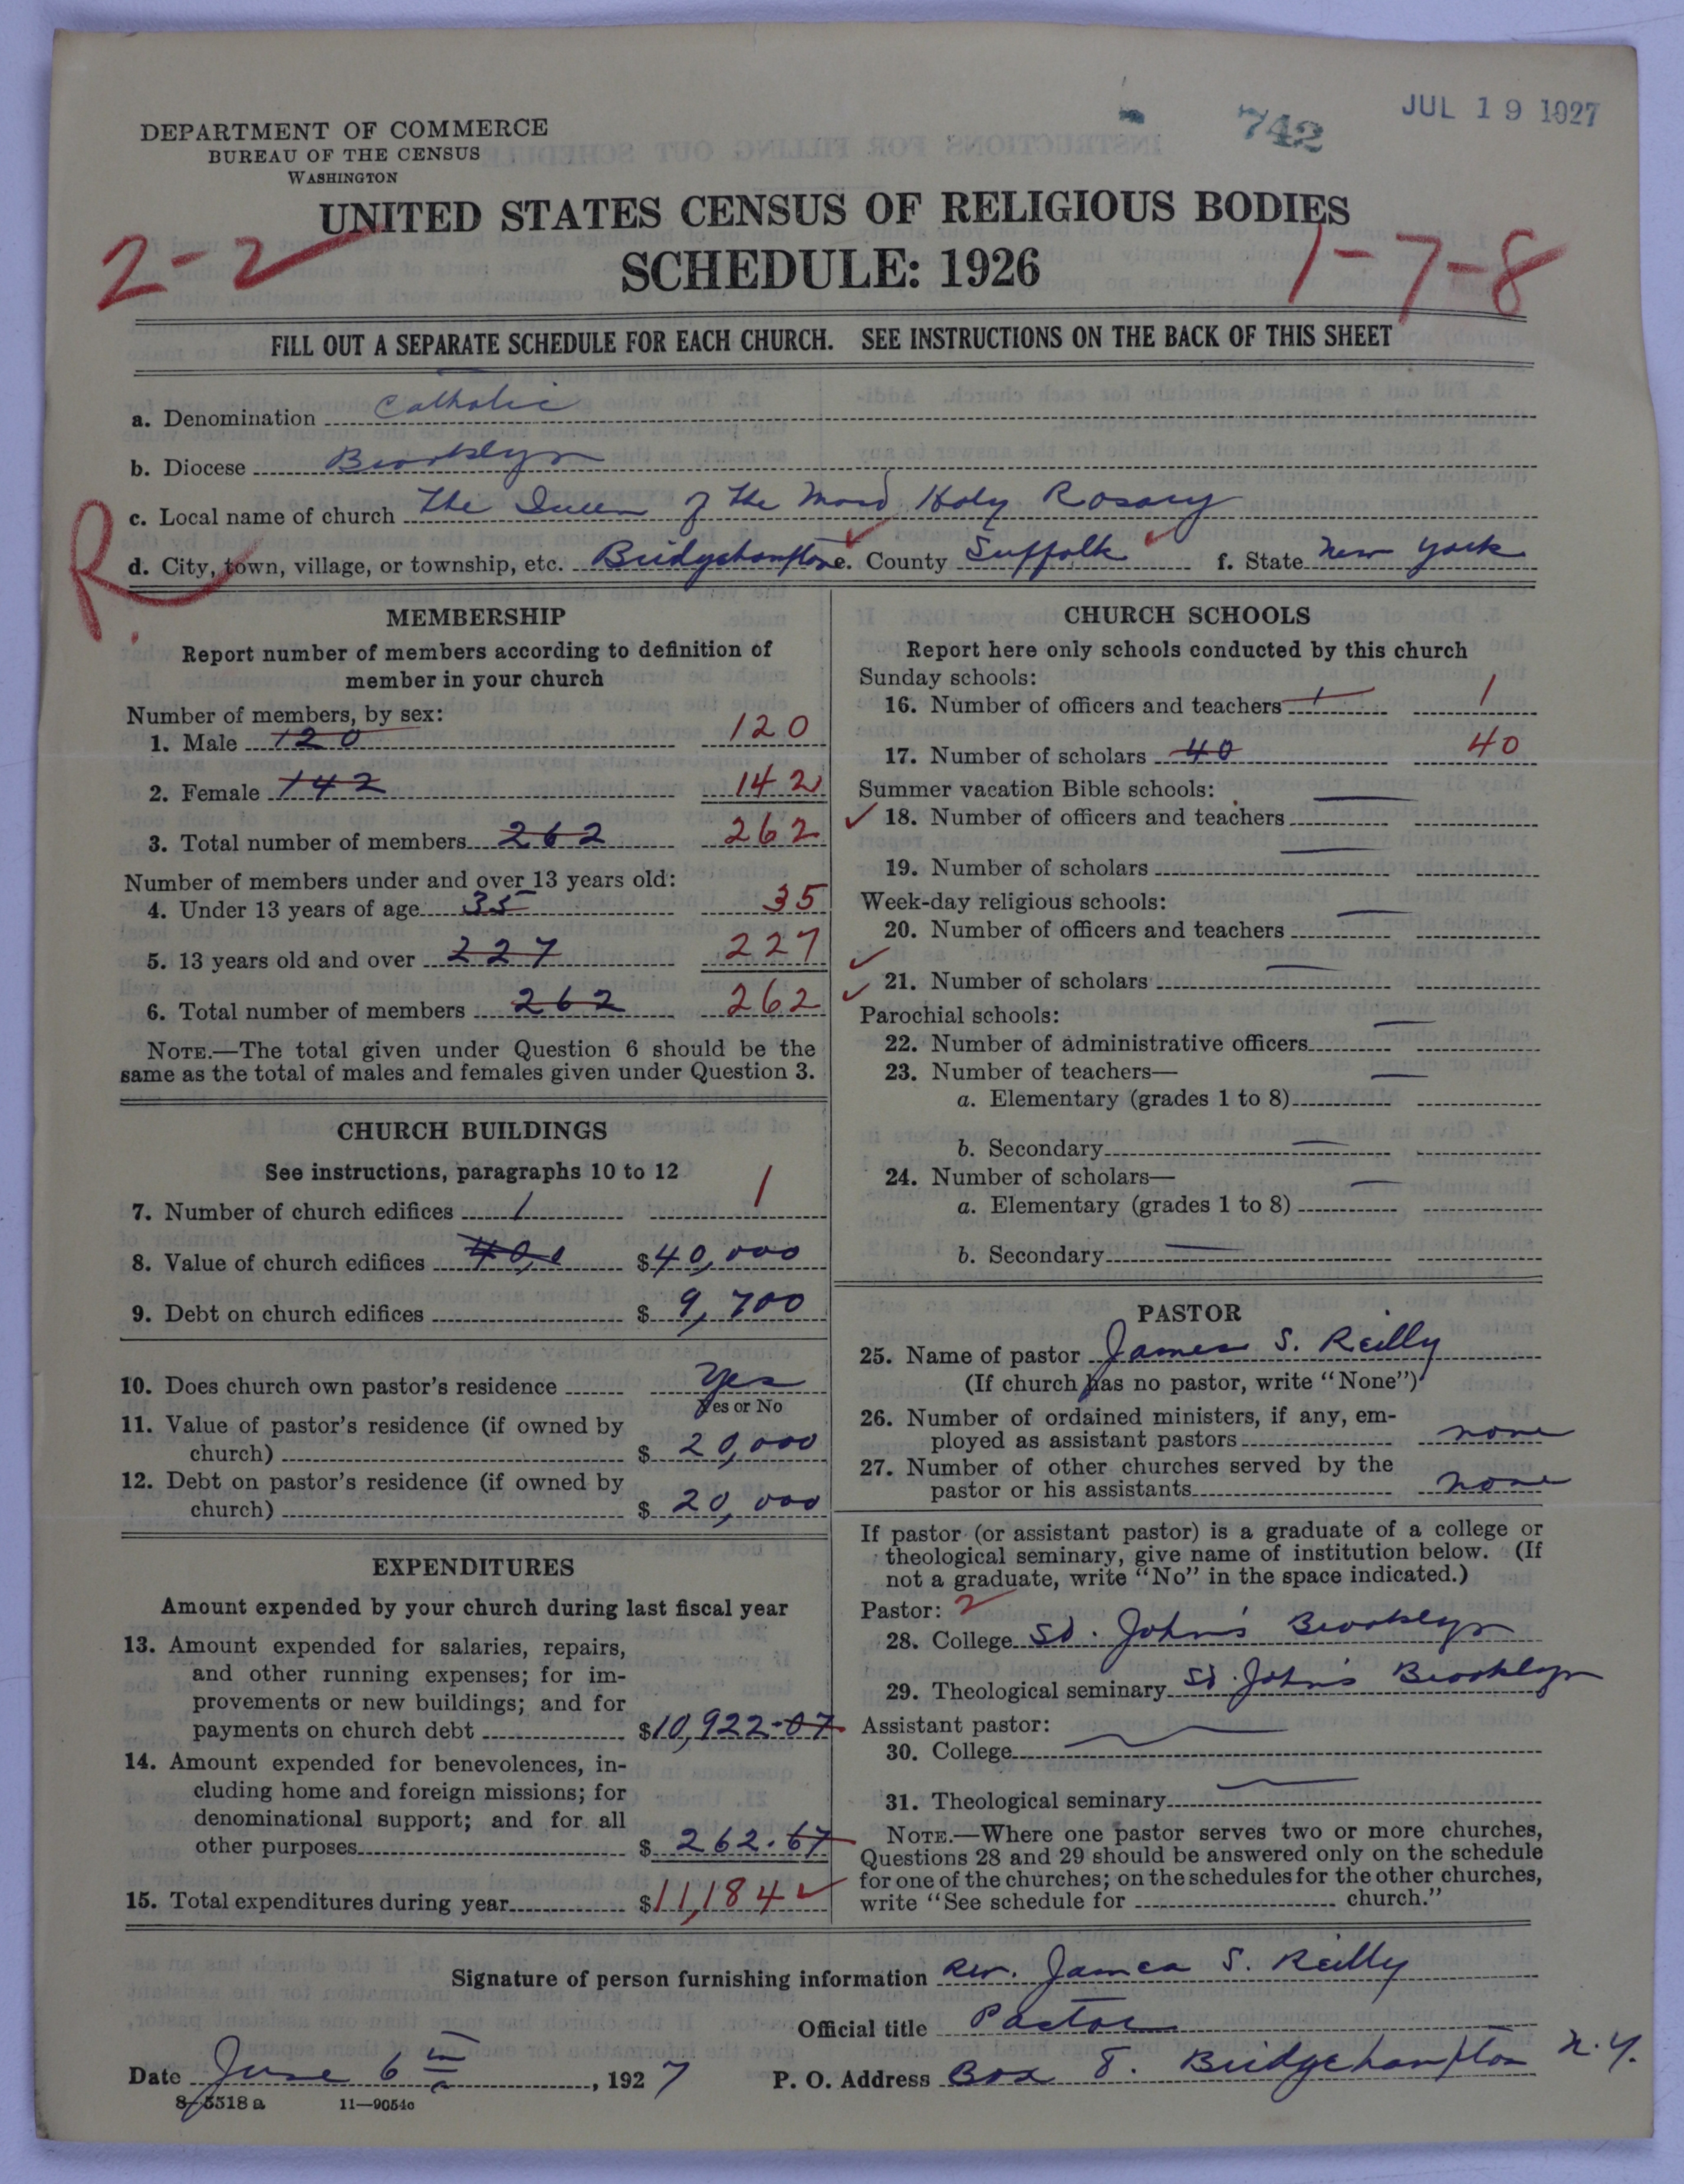 JUL 19 1927
742
DEPARTMENT OF COMMERCE
BUREAU OF THE CENSUS
WASHINGTON
UNITED STATES CENSUS OF RELIGIOUS BODIES
SCHEDULE: 1926
2-2
1-7-8
FILL OUT A SEPARATE SCHEDULE FOR EACH CHURCH. SEE INSTRUCTIONS ON THE BACK OF THIS SHEET
a. Denomination Catholic
b. Diocese Brooklyn
c. Local name of church The Queen of The Most Holy Rosary
R
d. City, town, village, or township, etc. Bridgehampton e. County Suffolk f. State New York
MEMBERSHIP
Report number of members according to definition of
member in your church
Number of members, by sex:
1. Male 120 120
2. Female 142 142
3. Total number of members 262 262
Number of members under and over 13 years old:
4. Under 13 years of age 35 35
5. 13 years old and over 227 227
6. Total number of members 262 262
NOTE.—The total given under Question 6 should be the
same as the total of males and females given under Question 3.
CHURCH BUILDINGS
See instructions, paragraphs 10 to 12
7. Number of church edifices 1 1
8. Value of church edifices 40,0 $40,000
9. Debt on church edifices $ 9,700
10. Does church own pastor's residence Yes
Yes or No
11. Value of pastor's residence (if owned by
church) $ 20,000
12. Debt on pastor's residence (if owned by
church) $ 20,000
EXPENDITURES
Amount expended by your church during last fiscal year
13. Amount expended for salaries, repairs,
and other running expenses; for im-
provements or new buildings; and for
payments on church debt $10,922-07
14. Amount expended for benevolences, in-
cluding home and foreign missions; for
denominational support; and for all
other purposes $ 262.67
15. Total expenditures during year $11,184
CHURCH SCHOOLS
Report here only schools conducted by this church
Sunday schools:
16. Number of officers and teachers 1 1
17. Number of scholars 40 40
Summer vacation Bible schools:
18. Number of officers and teachers
19. Number of scholars
Week-day religious schools:
20. Number of officers and teachers
21. Number of scholars
Parochial schools:
22. Number of administrative officers
23. Number of teachers—
a. Elementary (grades 1 to 8)
b. Secondary
24. Number of scholars—
a. Elementary (grades 1 to 8)
b. Secondary
PASTOR
25. Name of pastor James S. Reilly
(If church has no pastor, write "None")
26. Number of ordained ministers, if any, em-
ployed as assistant pastors none
27. Number of other churches served by the
pastor or his assistants none
If pastor (or assistant pastor) is a graduate of a college or
theological seminary, give name of institution below. (If
not a graduate, write "No" in the space indicated.)
Pastor: 2
28. College St. John's Brooklyn
29. Theological seminary St. John's Brooklyn
Assistant pastor:
30. College
31. Theological seminary
NOTE.—Where one pastor serves two or more churches,
Questions 28 and 29 should be answered only on the schedule
for one of the churches; on the schedules for the other churches,
write "See schedule for church."
Signature of person furnishing information Rev. James S. Reilly
Official title Pastor
Date June 6th, 1927 P. O. Address Box 8. Bridgehampton N.Y.
8-5518 a 11—9054c